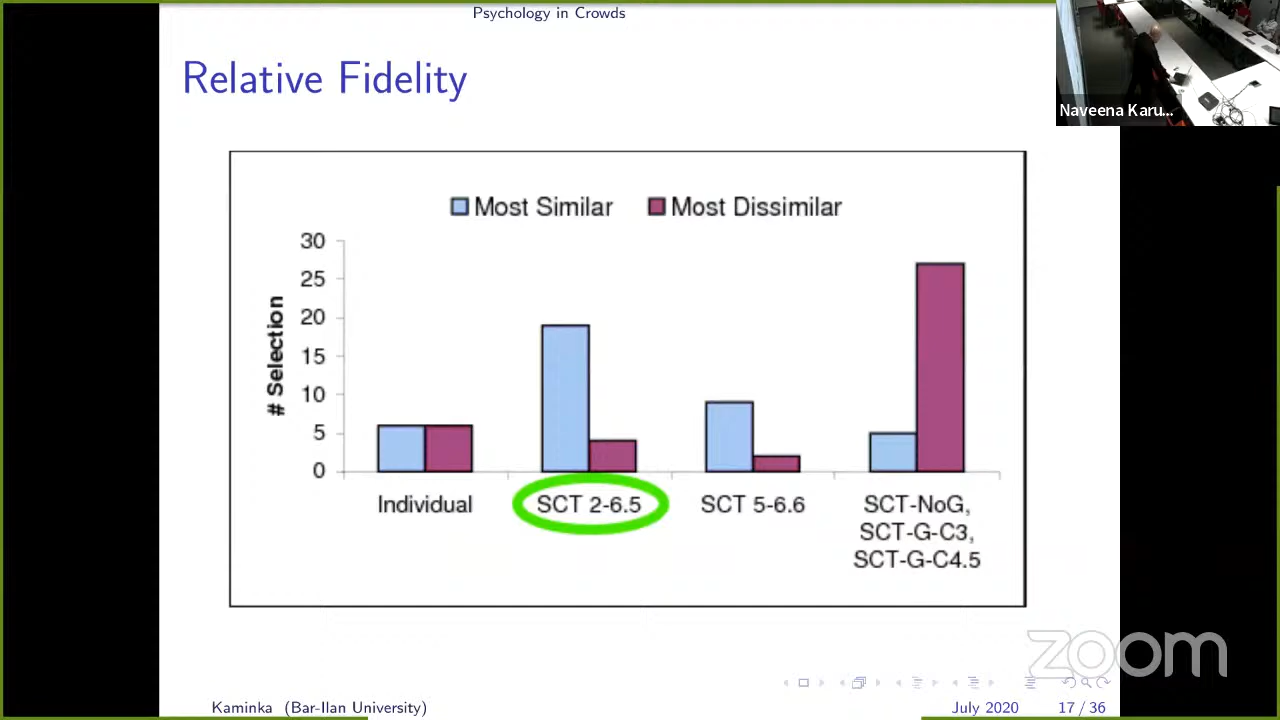 Psychology in Crowds
Naveena Karu...
Relative Fidelity
Most Similar Most Dissimilar
30
25
20
15
10
5
0
# Selection
Individual SCT 2-6.5 SCT 5-6.6 SCT-NoG,
SCT-G-C3,
SCT-G-C4.5
zoom
Kaminka (Bar-Ilan University) July 2020 17 / 36